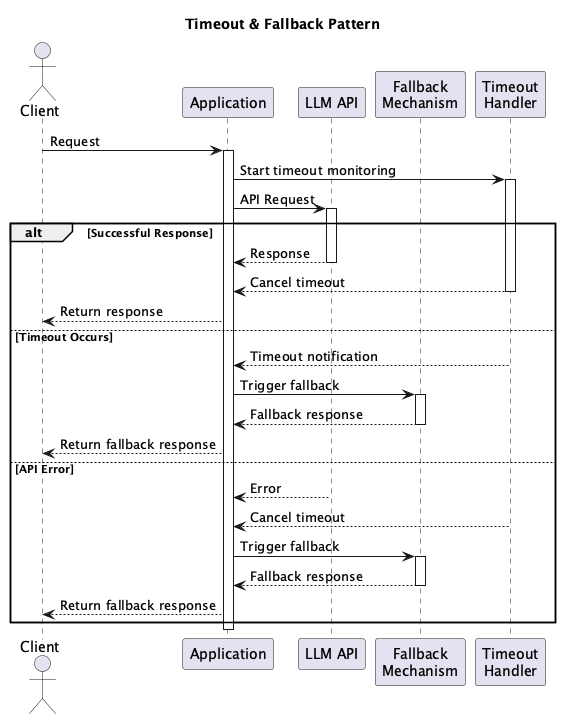 Timeout & Fallback Pattern
Client
Application
LLM API
Fallback
Mechanism
Timeout
Handler
Request
Start timeout monitoring
API Request
alt
[Successful Response]
Response
Cancel timeout
Return response
[Timeout Occurs]
Timeout notification
Trigger fallback
Fallback response
Return fallback response
[API Error]
Error
Cancel timeout
Trigger fallback
Fallback response
Return fallback response
Client
Application
LLM API
Fallback
Mechanism
Timeout
Handler